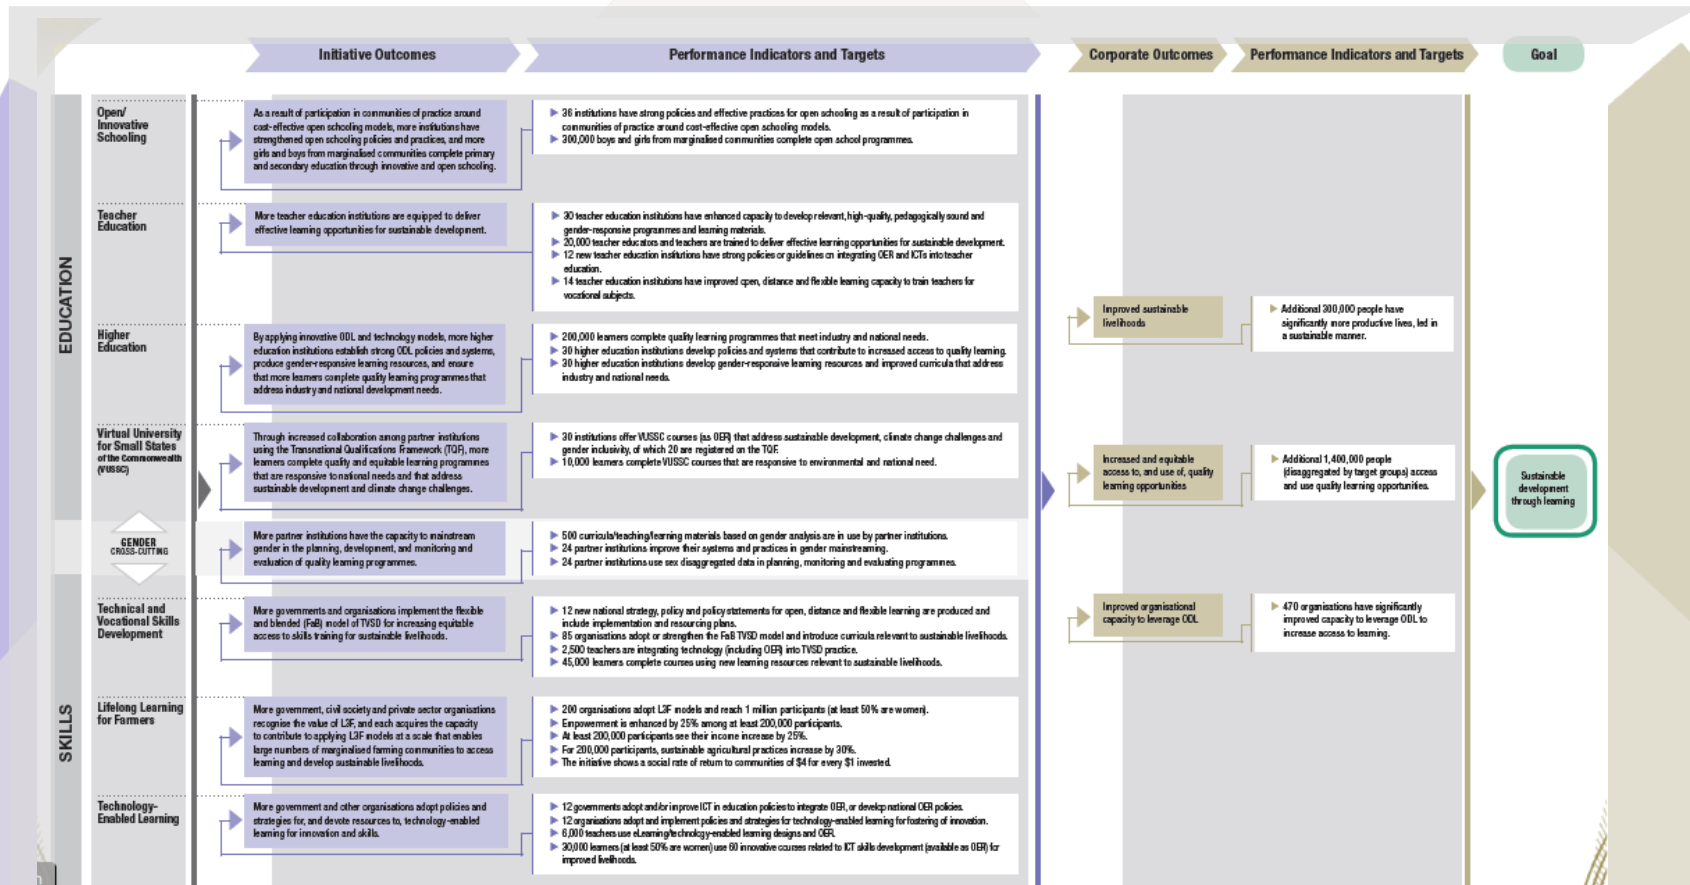 Initiative Outcomes
Performance Indicators and Targets
Corporate Outcomes
Performance Indicators and Targets
Goal
EDUCATION
Open/
Innovative
Schooling
As a result of participation in communities of practice around
cost-effective open schooling models, more institutions have
strengthened open schooling policies and practices, and more
girls and boys from marginalised communities complete primary
and secondary education through innovative and open schooling.
36 institutions have strong policies and effective practices for open schooling as a result of participation in
communities of practice around cost-effective open schooling models.
300,000 boys and girls from marginalised communities complete open school programmes.
Teacher
Education
More teacher education institutions are equipped to deliver
effective learning opportunities for sustainable development.
30 teacher education institutions have enhanced capacity to develop relevant, high-quality, pedagogically sound and
gender-responsive programmes and learning materials.
20,000 teacher educators and teachers are trained to deliver effective learning opportunities for sustainable development.
12 new teacher education institutions have strong policies or guidelines on integrating OER and ICTs into teacher
education.
14 teacher education institutions have improved open, distance and flexible learning capacity to train teachers for
vocational subjects.
Higher
Education
By applying innovative ODL and technology models, more higher
education institutions establish strong ODL policies and systems,
produce gender-responsive learning resources, and ensure
that more learners complete quality learning programmes that
address industry and national development needs.
200,000 learners complete quality learning programmes that meet industry and national needs.
30 higher education institutions develop policies and systems that contribute to increased access to quality learning.
30 higher education institutions develop gender-responsive learning resources and improved curricula that address
industry and national needs.
Virtual University
for Small States
of the Commonwealth
(VUSSC)
Through increased collaboration among partner institutions
using the Transnational Qualifications Framework (TQF), more
learners complete quality and equitable learning programmes
that are responsive to national needs and that address
sustainable development and climate change challenges.
30 institutions offer VUSSC courses (as OER) that address sustainable development, climate change challenges and
gender inclusivity, of which 20 are registered on the TQF.
10,000 learners complete VUSSC courses that are responsive to environmental and national need.
GENDER
CROSS-CUTTING
More partner institutions have the capacity to mainstream
gender in the planning, development, and monitoring and
evaluation of quality learning programmes.
500 curricula/teaching/learning materials based on gender analysis are in use by partner institutions.
24 partner institutions improve their systems and practices in gender mainstreaming.
24 partner institutions use sex disaggregated data in planning, monitoring and evaluating programmes.
SKILLS
Technical and
Vocational Skills
Development
More governments and organisations implement the flexible
and blended (FaB) model of TVSD for increasing equitable
access to skills training for sustainable livelihoods.
12 new national strategy, policy and policy statements for open, distance and flexible learning are produced and
include implementation and resourcing plans.
85 organisations adopt or strengthen the FaB TVSD model and introduce curricula relevant to sustainable livelihoods.
2,500 teachers are integrating technology (including OER) into TVSD practice.
45,000 learners complete courses using new learning resources relevant to sustainable livelihoods.
Lifelong Learning
for Farmers
More government, civil society and private sector organisations
recognise the value of L3F, and each acquires the capacity
to contribute to applying L3F models at a scale that enables
large numbers of marginalised farming communities to access
learning and develop sustainable livelihoods.
200 organisations adopt L3F models and reach 1 million participants (at least 50% are women).
Empowerment is enhanced by 25% among at least 200,000 participants.
At least 200,000 participants see their income increase by 25%.
For 200,000 participants, sustainable agricultural practices increase by 30%.
The initiative shows a social rate of return to communities of $4 for every $1 invested.
Technology-
Enabled Learning
More government and other organisations adopt policies and
strategies for, and devote resources to, technology-enabled
learning for innovation and skills.
12 governments adopt and/or improve ICT in education policies to integrate OER, or develop national OER policies.
12 organisations adopt and implement policies and strategies for technology-enabled learning for fostering of innovation.
6,000 teachers use eLearning/technology-enabled learning designs and OER.
30,000 learners (at least 50% are women) use 60 innovative courses related to ICT skills development (available as OER) for
improved livelihoods.
Improved sustainable
livelihoods
Additional 300,000 people have
significantly more productive lives, led in
a sustainable manner.
Increased and equitable
access to, and use of, quality
learning opportunities
Additional 1,400,000 people
(disaggregated by target groups) access
and use quality learning opportunities.
Improved organisational
capacity to leverage ODL
470 organisations have significantly
improved capacity to leverage ODL to
increase access to learning.
Sustainable
development
through learning